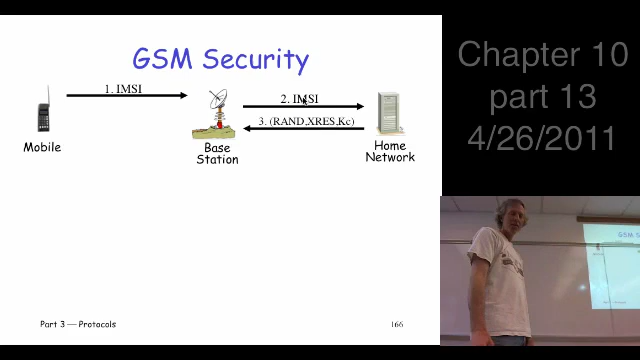 GSM Security
Chapter 10
part 13
4/26/2011
1. IMSI
2. IMSI
3. (RAND,XRES,Kc)
Mobile
Base
Station
Home
Network
Part 3 — Protocols
166
GSM S